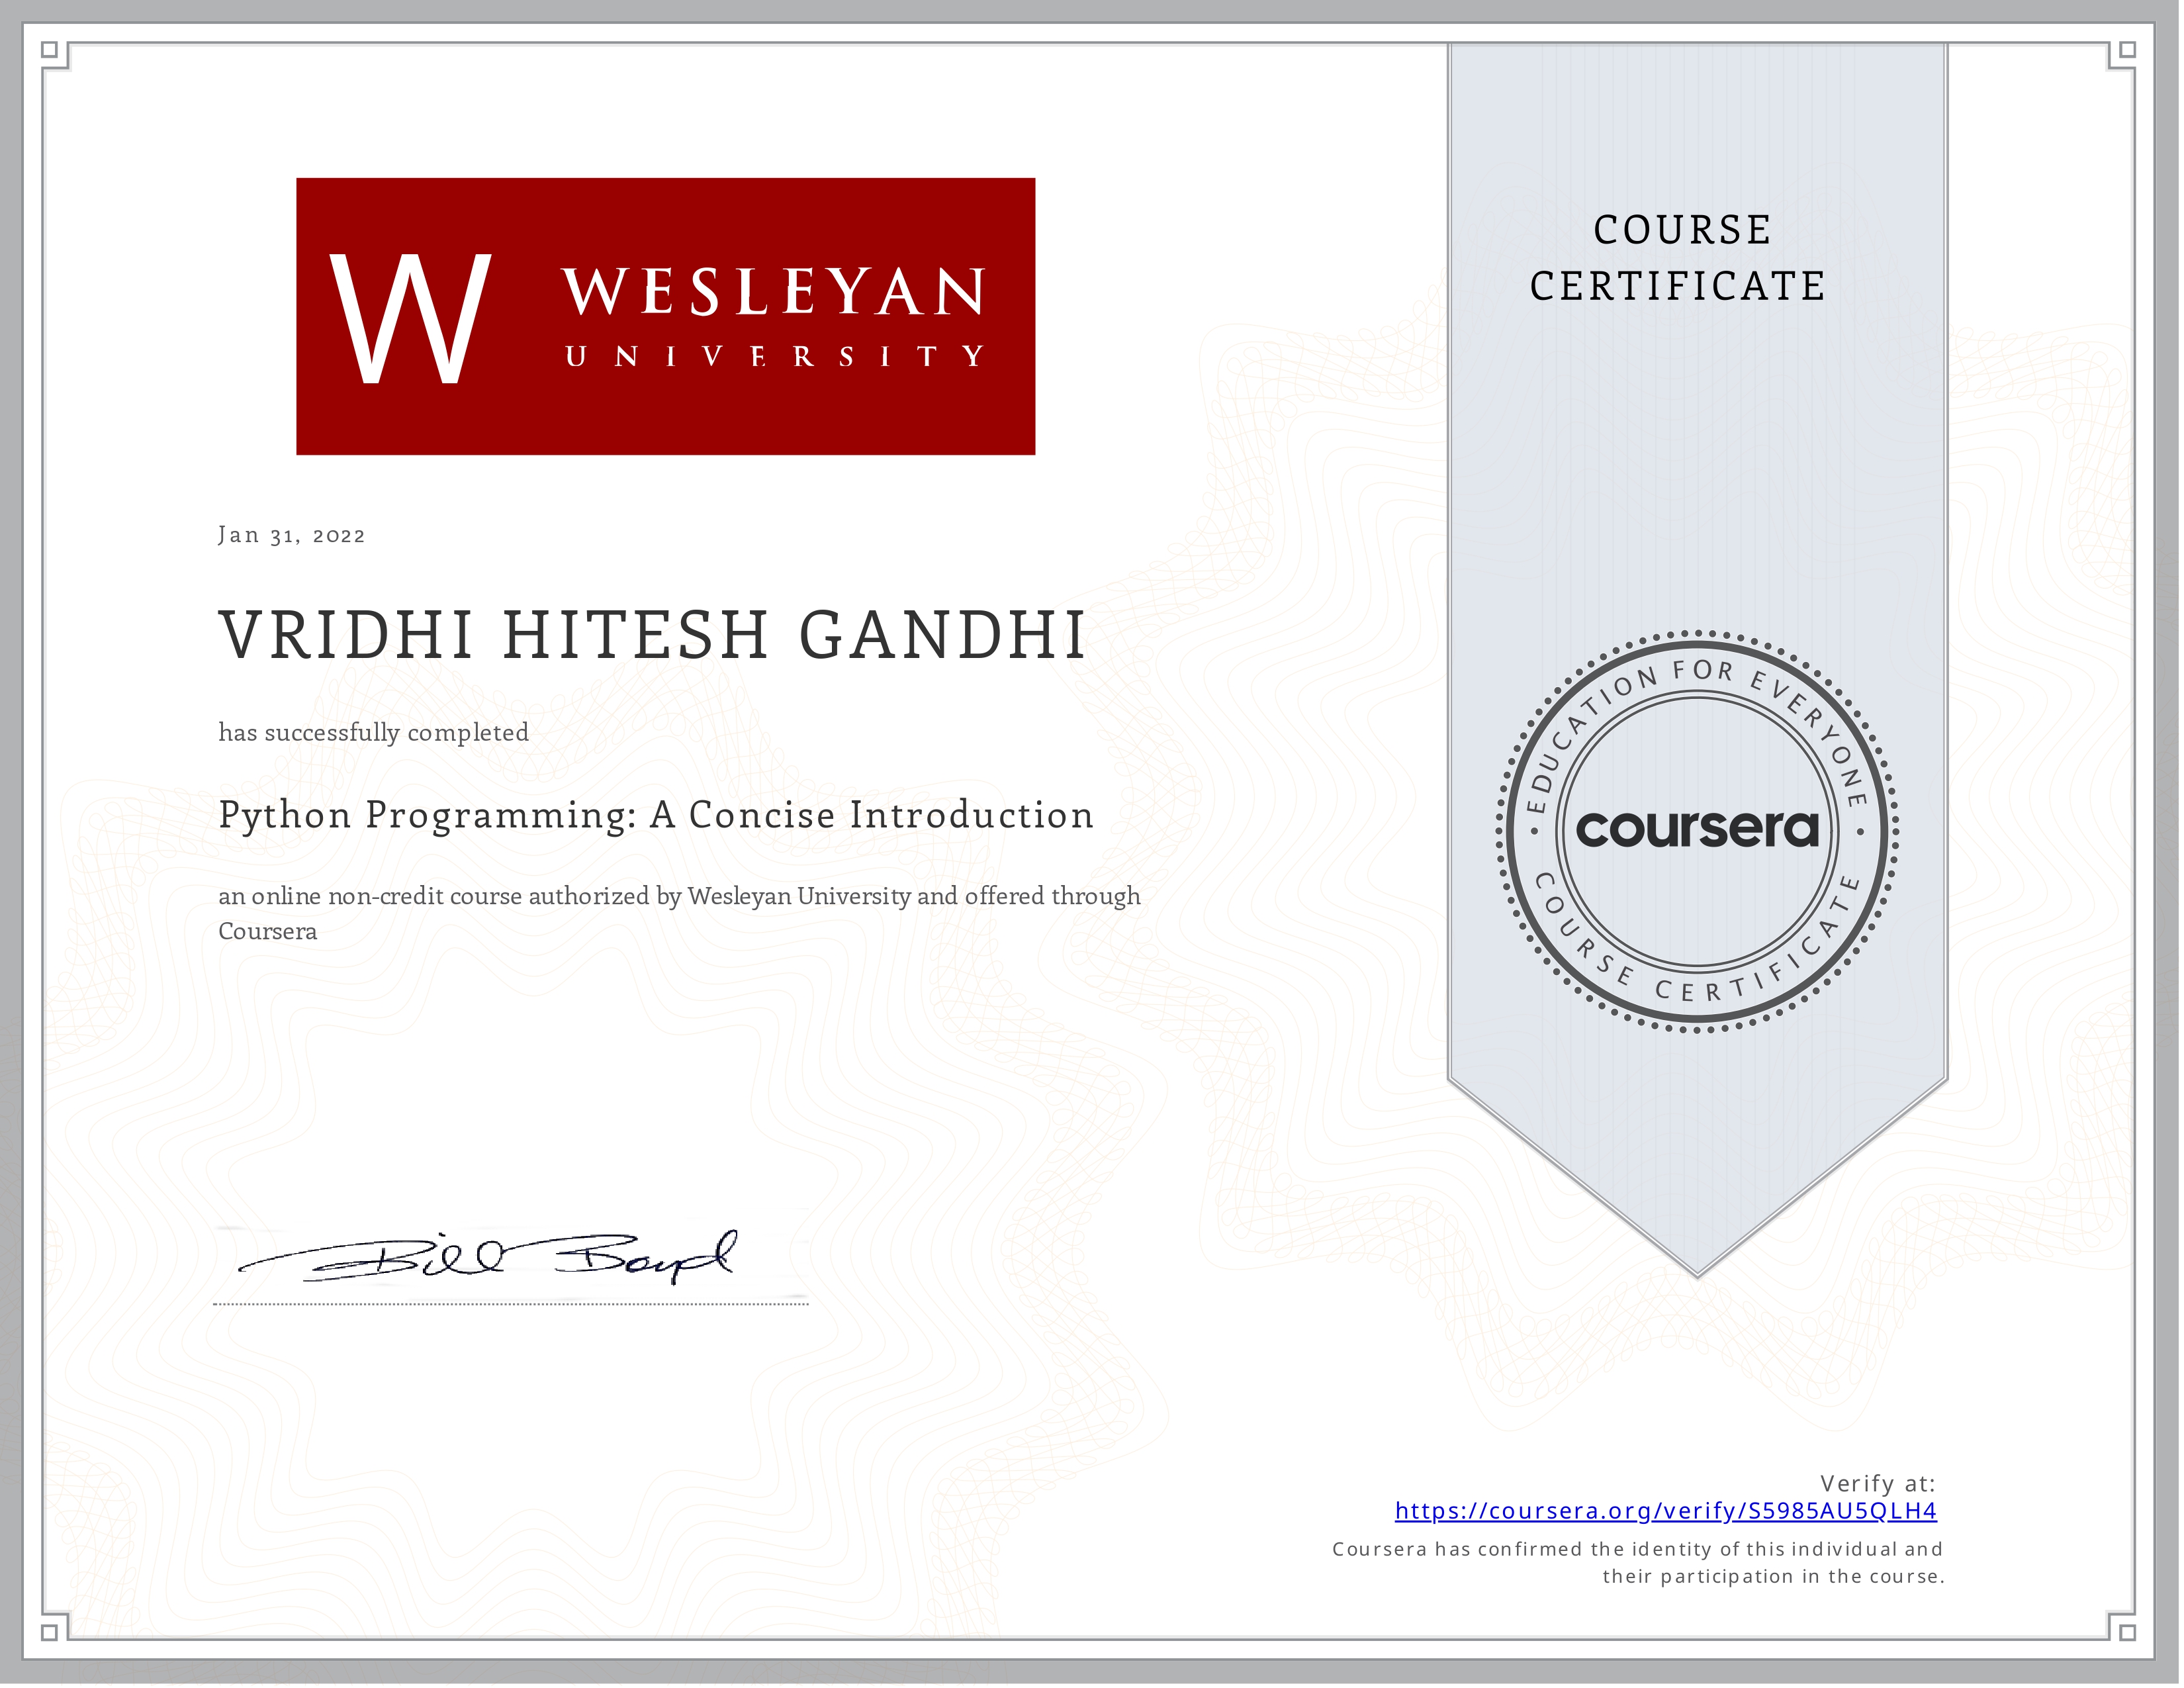 W WESLEYAN
UNIVERSITY
COURSE
CERTIFICATE
Jan 31, 2022
VRIDHI HITESH GANDHI
has successfully completed
Python Programming: A Concise Introduction
an online non-credit course authorized by Wesleyan University and offered through
Coursera
EDUCATION FOR EVERYONE
coursera
COURSE CERTIFICATE
Bill Boyd
Verify at:
https://coursera.org/verify/S5985AU5QLH4
Coursera has confirmed the identity of this individual and
their participation in the course.